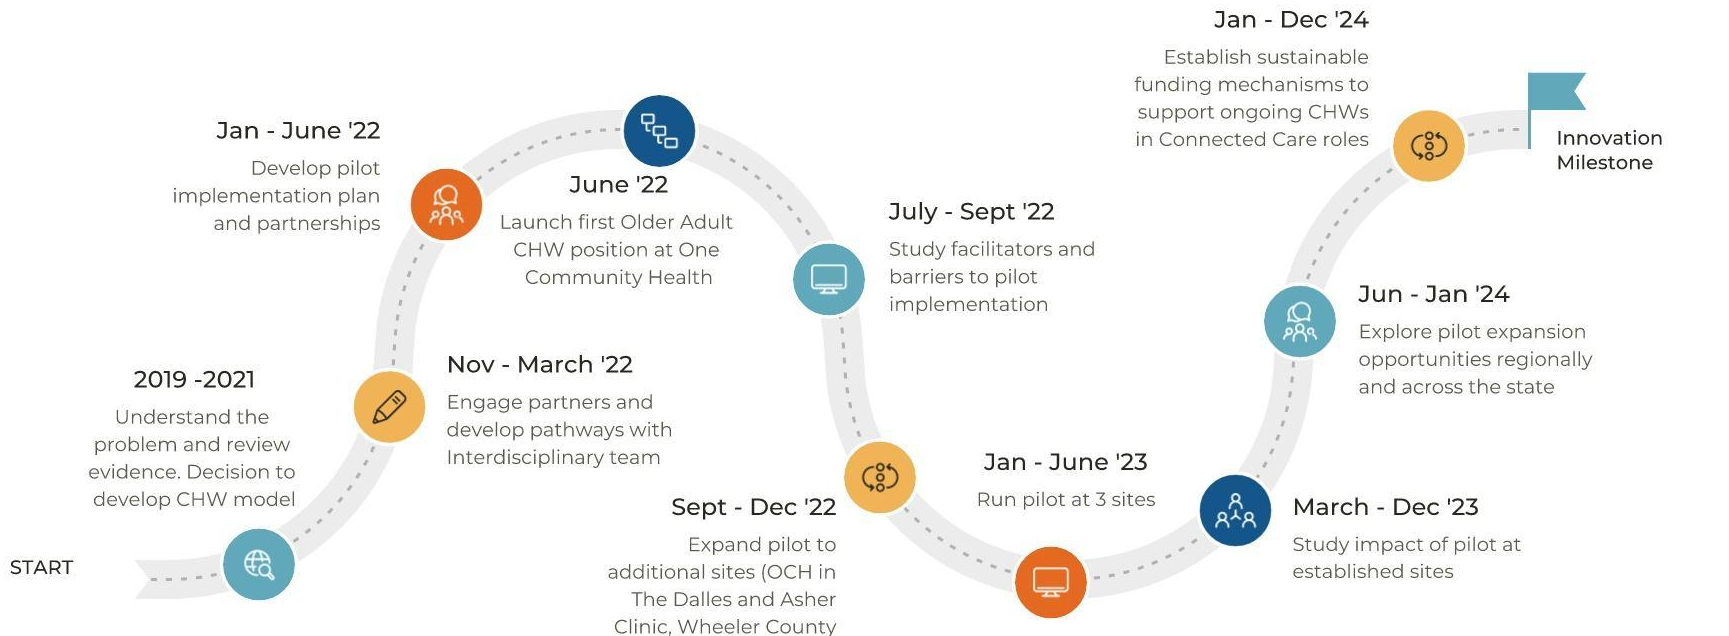 START
2019 -2021
Understand the
problem and review
evidence. Decision to
develop CHW model
Nov - March '22
Engage partners and
develop pathways with
Interdisciplinary team
Jan - June '22
Develop pilot
implementation plan
and partnerships
June '22
Launch first Older Adult
CHW position at One
Community Health
July - Sept '22
Study facilitators and
barriers to pilot
implementation
Sept - Dec '22
Expand pilot to
additional sites (OCH in
The Dalles and Asher
Clinic, Wheeler County
Jan - June '23
Run pilot at 3 sites
March - Dec '23
Study impact of pilot at
established sites
Jun - Jan '24
Explore pilot expansion
opportunities regionally
and across the state
Jan - Dec '24
Establish sustainable
funding mechanisms to
support ongoing CHWs
in Connected Care roles
Innovation
Milestone